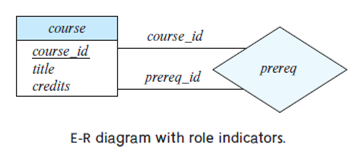 course
course_id
title
credits
course_id
prereq_id
prereq
E-R diagram with role indicators.